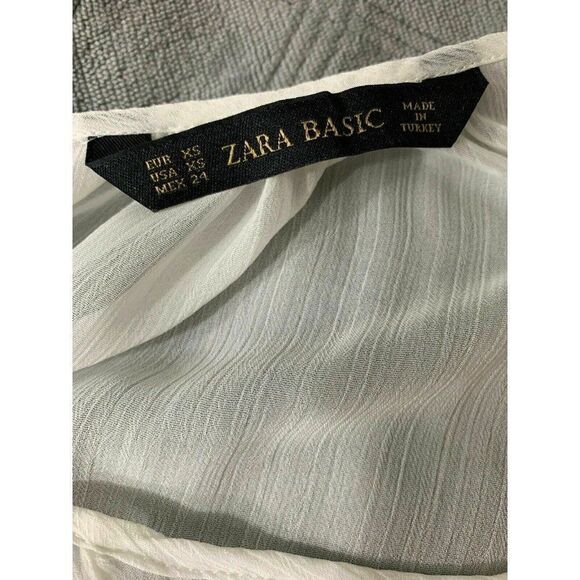 EUR XS
USA XS
MEX 24
ZARA BASIC
MADE
IN
TURKEY